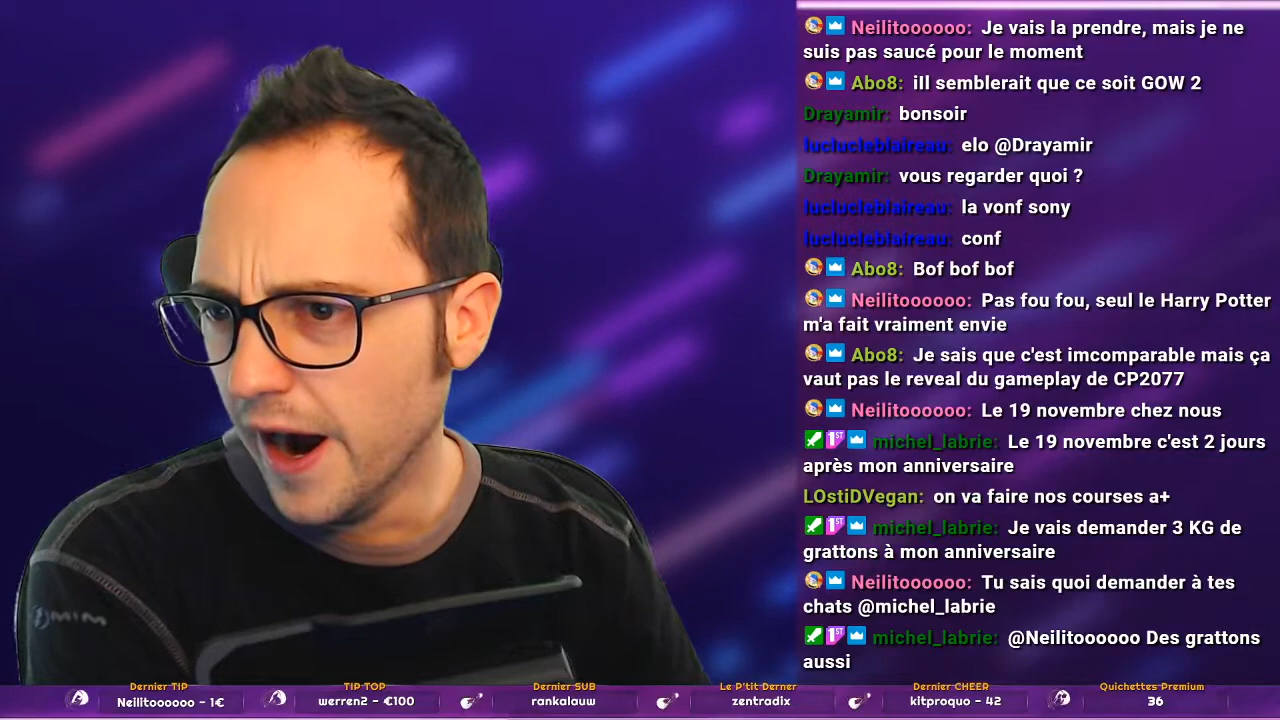 Neilitoooooo: Je vais la prendre, mais je ne
suis pas saucé pour le moment
Abo8: ill semblerait que ce soit GOW 2
Drayamir: bonsoir
luclucleblaireau: elo @Drayamir
Drayamir: vous regarder quoi ?
luclucleblaireau: la vonf sony
luclucleblaireau: conf
Abo8: Bof bof bof
Neilitoooooo: Pas fou fou, seul le Harry Potter
m'a fait vraiment envie
Abo8: Je sais que c'est imcomparable mais ça
vaut pas le reveal du gameplay de CP2077
Neilitoooooo: Le 19 novembre chez nous
1ST michel_labrie: Le 19 novembre c'est 2 jours
après mon anniversaire
LOstiDVegan: on va faire nos courses a+
1ST michel_labrie: Je vais demander 3 KG de
grattons à mon anniversaire
Neilitoooooo: Tu sais quoi demander à tes
chats @michel_labrie
1ST michel_labrie: @Neilitoooooo Des grattons
aussi
Dernier TIP
Neilitoooooo - 1€
TIP TOP
werren2 - €100
Dernier SUB
rankalauw
Le P'tit Derner
zentradix
Dernier CHEER
kitproquo - 42
Quichettes Premium
36